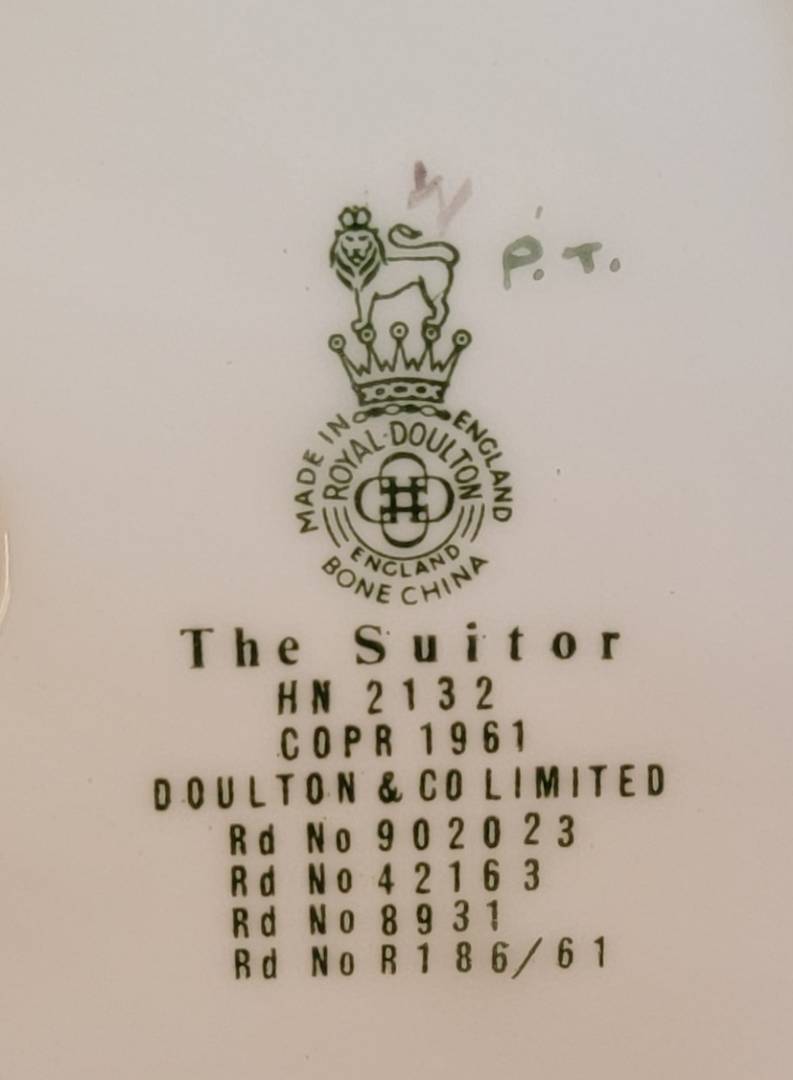 W
P. T.
MADE IN ENGLAND
ROYAL·DOULTON
ENGLAND
BONE CHINA
The Suitor
HN 2132
COPR 1961
DOULTON & CO LIMITED
Rd No 902023
Rd No 42163
Rd No 8931
Rd No R186/61